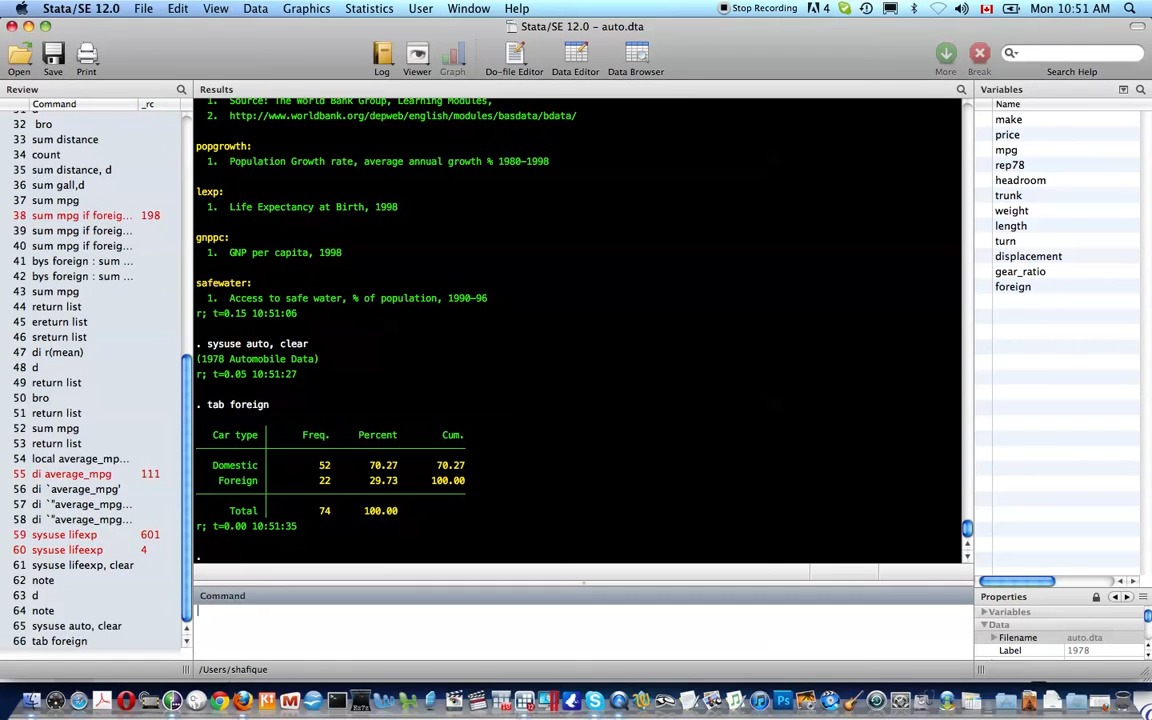 Stata/SE 12.0 File Edit View Data Graphics Statistics User Window Help Stop Recording 4 Mon 10:51 AM
Stata/SE 12.0 - auto.dta
Open Save Print Log Viewer Graph Do-file Editor Data Editor Data Browser More Break Search Help
Review
Command _rc
32 bro
33 sum distance
34 count
35 sum distance, d
36 sum gall,d
37 sum mpg
38 sum mpg if foreig... 198
39 sum mpg if foreig...
40 sum mpg if foreig...
41 bys foreign : sum ...
42 bys foreign : sum ...
43 sum mpg
44 return list
45 ereturn list
46 sreturn list
47 di r(mean)
48 d
49 return list
50 bro
51 return list
52 sum mpg
53 return list
54 local average_mp...
55 di average_mpg 111
56 di `average_mpg'
57 di `"average_mpg...
58 di `"average_mpg...
59 sysuse lifexp 601
60 sysuse lifeexp 4
61 sysuse lifeexp, clear
62 note
63 d
64 note
65 sysuse auto, clear
66 tab foreign
Results
1. Source: The World Bank Group, Learning Modules,
2. http://www.worldbank.org/depweb/english/modules/basdata/bdata/
popgrowth:
1. Population Growth rate, average annual growth % 1980-1998
lexp:
1. Life Expectancy at Birth, 1998
gnppc:
1. GNP per capita, 1998
safewater:
1. Access to safe water, % of population, 1990-96
r; t=0.15 10:51:06
. sysuse auto, clear
(1978 Automobile Data)
r; t=0.05 10:51:27
. tab foreign
Car type Freq. Percent Cum.
Domestic 52 70.27 70.27
Foreign 22 29.73 100.00
Total 74 100.00
r; t=0.00 10:51:35
.
Command
/Users/shafique
Variables
Name
make
price
mpg
rep78
headroom
trunk
weight
length
turn
displacement
gear_ratio
foreign
Properties
Variables
Data
Filename auto.dta
Label 1978